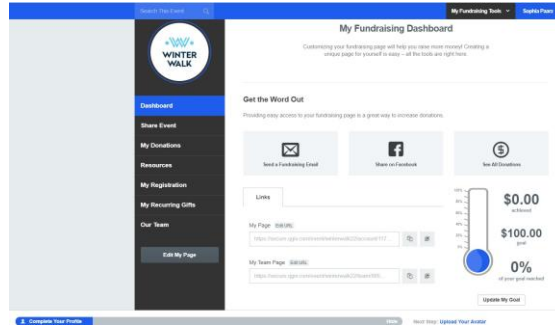 Search This Event
My Fundraising Tools
Sophia
My Fundraising Dashboard
Customizing your fundraising page will help you raise more money! Creating a
unique page for yourself is easy – all the tools are right here.
WINTER
WALK
Dashboard
Share Event
My Donations
Resources
My Registration
My Recurring Gifts
Our Team
Edit My Page
Get the Word Out
Providing easy access to your fundraising page is a great way to increase donations.
Send a Fundraising Email
Share on Facebook
See All Donations
Links
My Page Edit URL
My Team Page Edit URL
100%
$0.00
achieved
$100.00
goal
0%
of your goal reached
Update My Goal
Complete Your Profile
Hide
Next Step: Upload Your Avatar